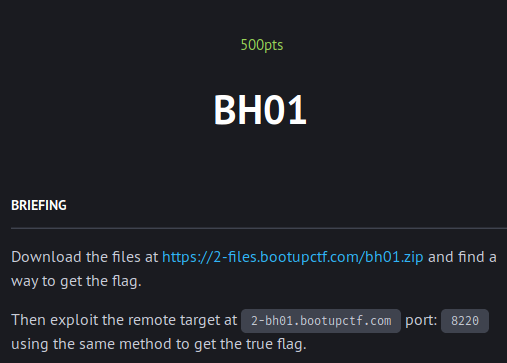 500pts
BH01
BRIEFING
Download the files at https://2-files.bootupctf.com/bh01.zip and find a
way to get the flag.
Then exploit the remote target at 2-bh01.bootupctf.com port: 8220
using the same method to get the true flag.